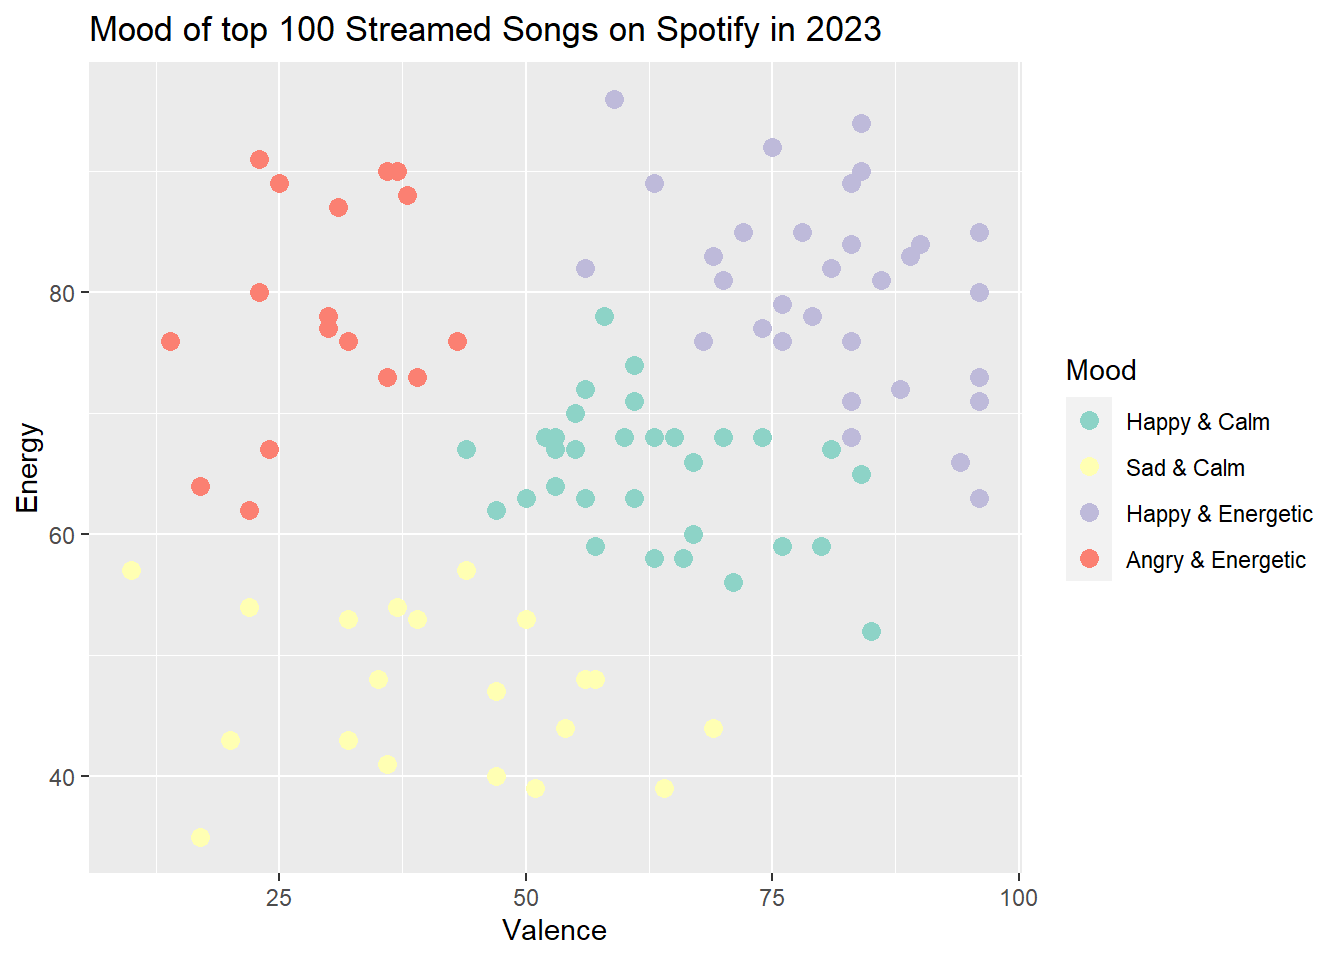 Mood of top 100 Streamed Songs on Spotify in 2023
80
60
40
Energy
25
50
75
100
Valence
Mood
Happy & Calm
Sad & Calm
Happy & Energetic
Angry & Energetic